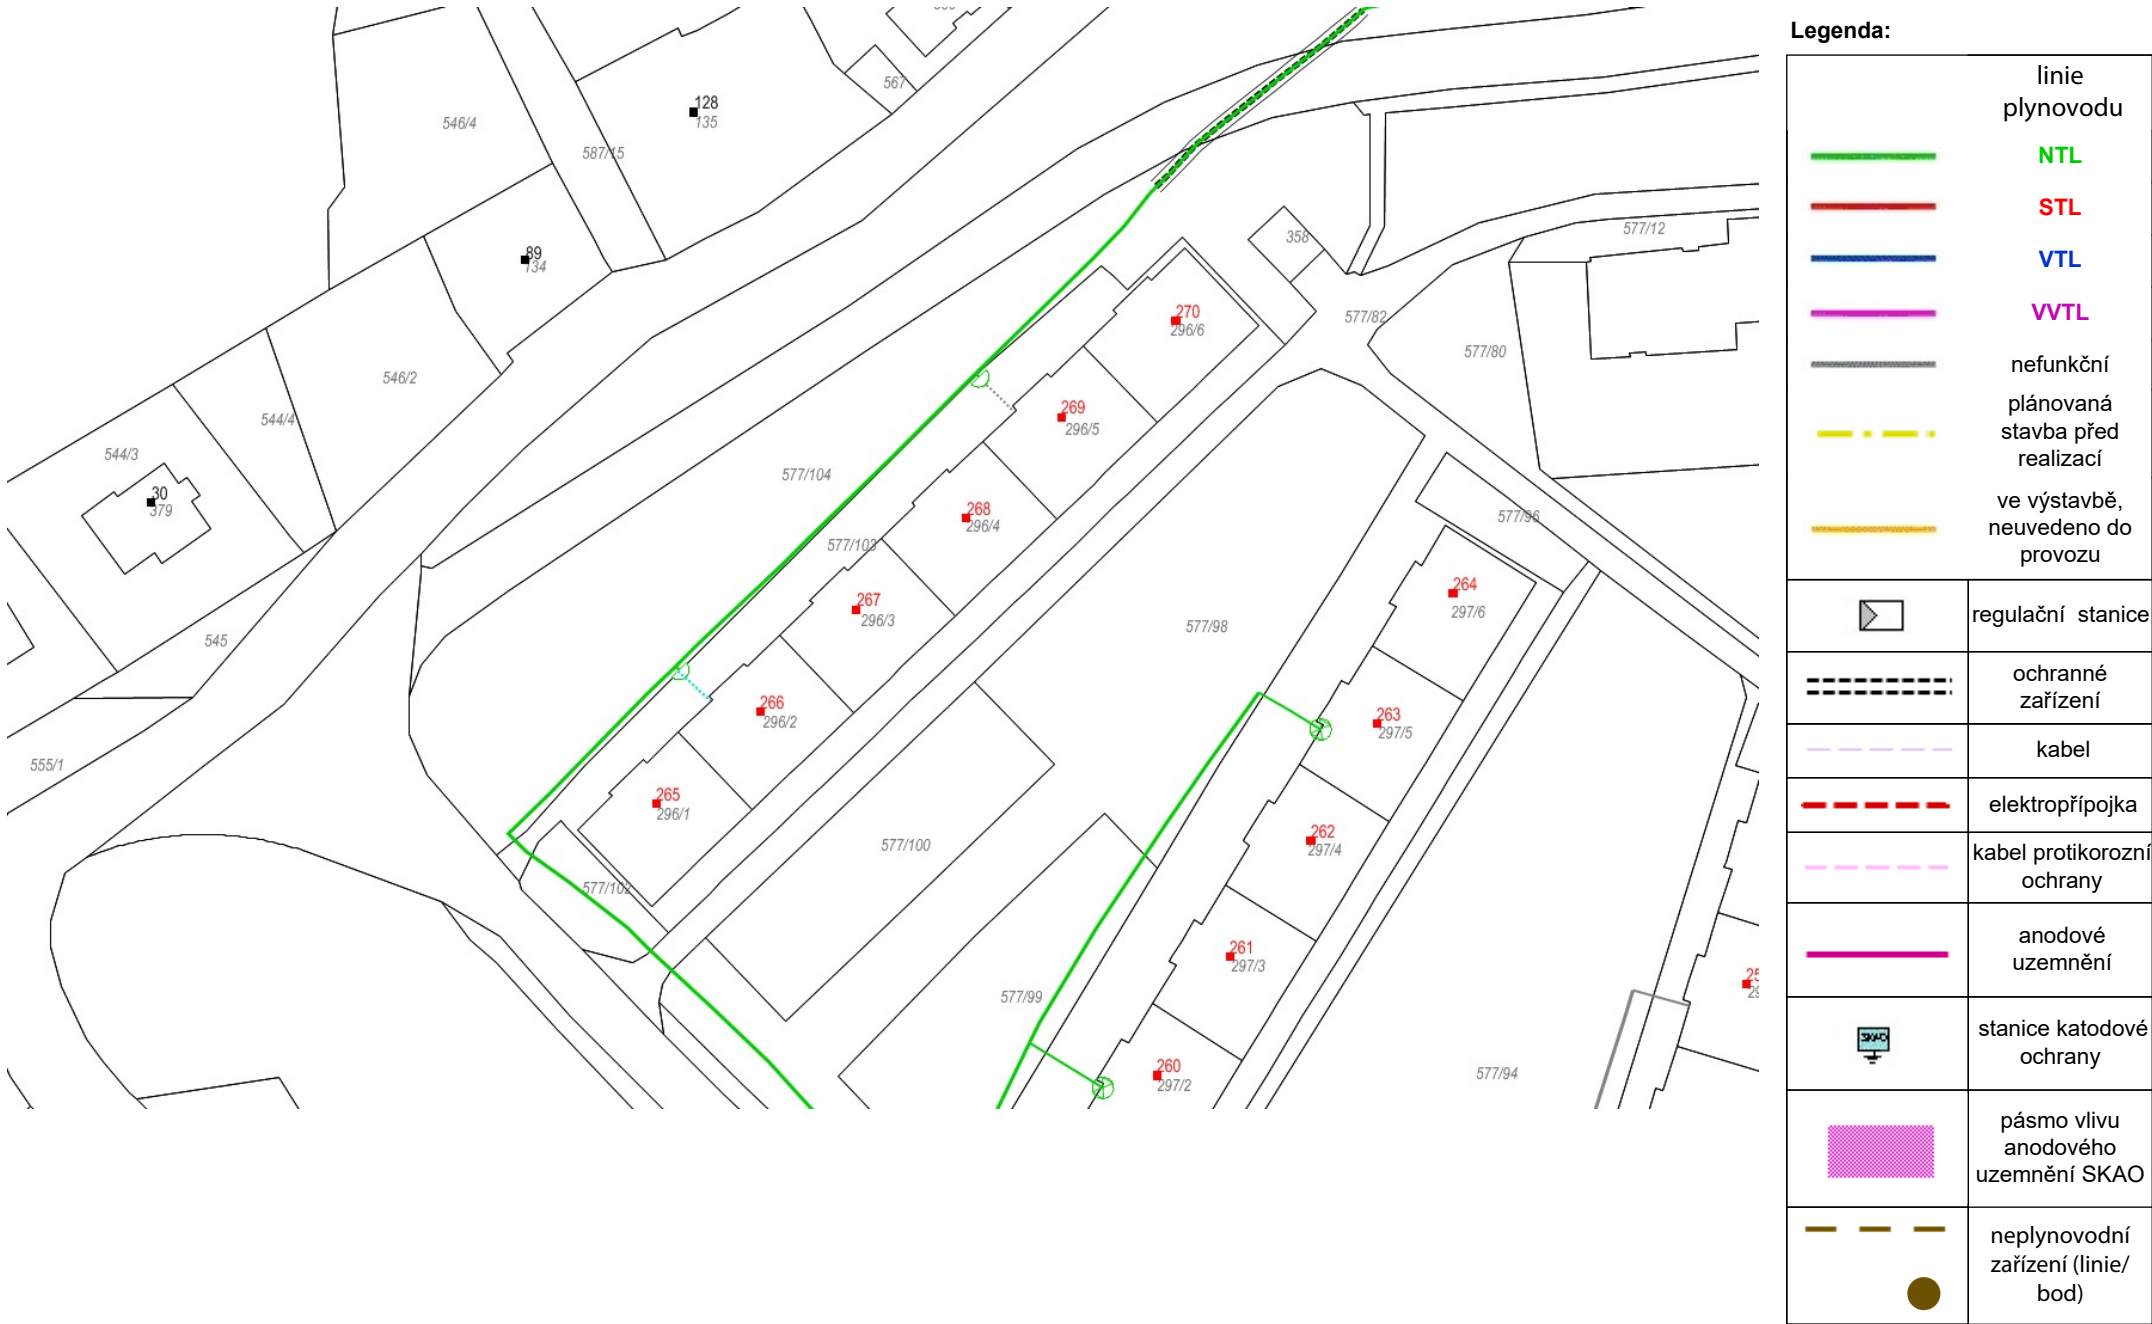 Legenda:
linie
plynovodu
NTL
STL
VTL
VVTL
nefunkční
plánovaná
stavba před
realizací
ve výstavbě,
neuvedeno do
provozu
regulační stanice
ochranné
zařízení
kabel
elektropřípojka
kabel protikorozní
ochrany
anodové
uzemnění
SKAO
stanice katodové
ochrany
pásmo vlivu
anodového
uzemnění SKAO
neplynovodní
zařízení (linie/
bod)
567
128
135
546/4
587/15
89
134
358
577/12
270
296/6
577/82
577/80
546/2
544/4
269
296/5
544/3
30
379
577/104
268
296/4
577/96
577/103
267
296/3
264
297/6
577/98
545
266
296/2
263
297/5
555/1
265
296/1
262
297/4
577/100
577/102
261
297/3
577/99
260
297/2
577/94
25
29